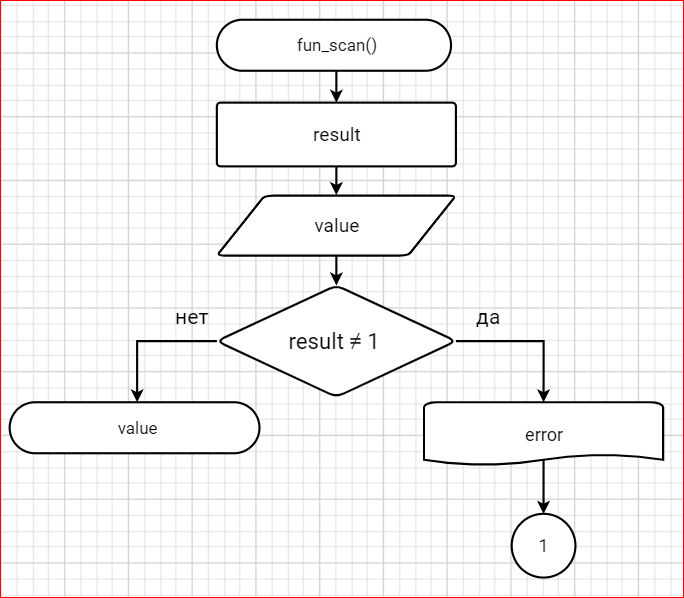 fun_scan()
result
value
result ≠ 1
нет
да
value
error
1